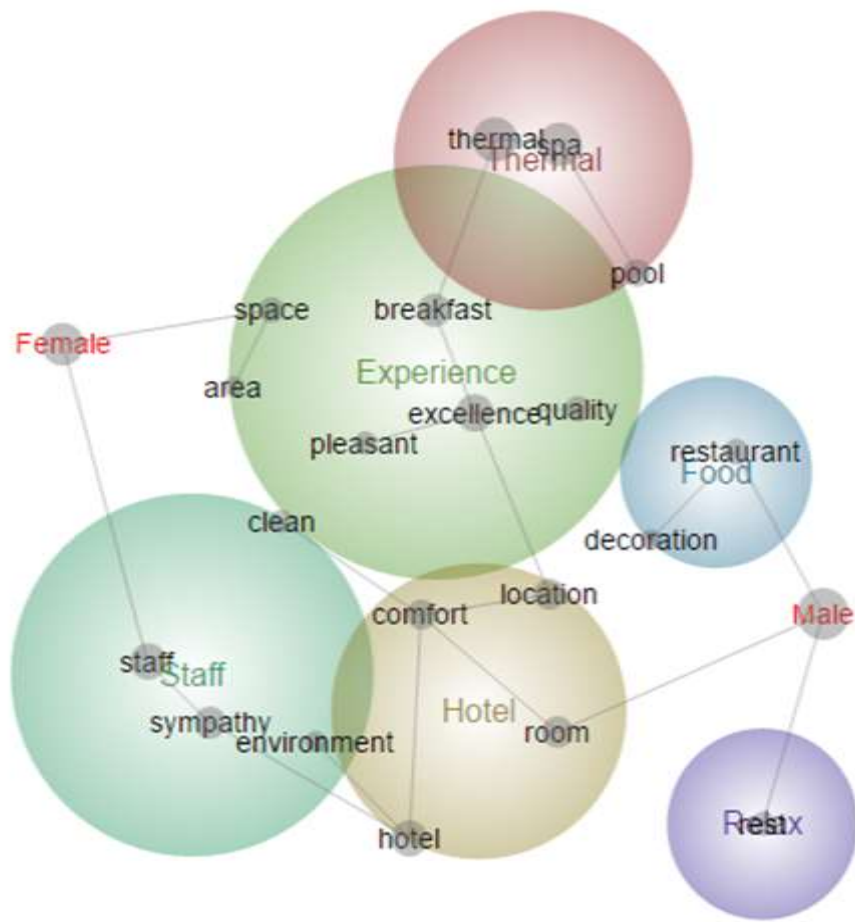 thermal
spa
Thermal
pool
space
breakfast
Female
Experience
area
excellence
quality
pleasant
restaurant
Food
clean
decoration
location
comfort
Male
staff
Staff
sympathy
environment
Hotel
room
hotel
Relax
rest